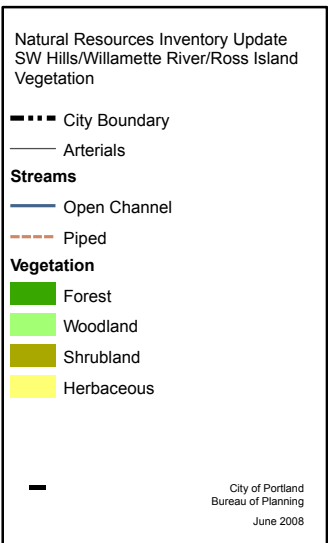 Natural Resources Inventory Update
SW Hills/Willamette River/Ross Island
Vegetation
City Boundary
Arterials
Streams
Open Channel
Piped
Vegetation
Forest
Woodland
Shrubland
Herbaceous
City of Portland
Bureau of Planning
June 2008